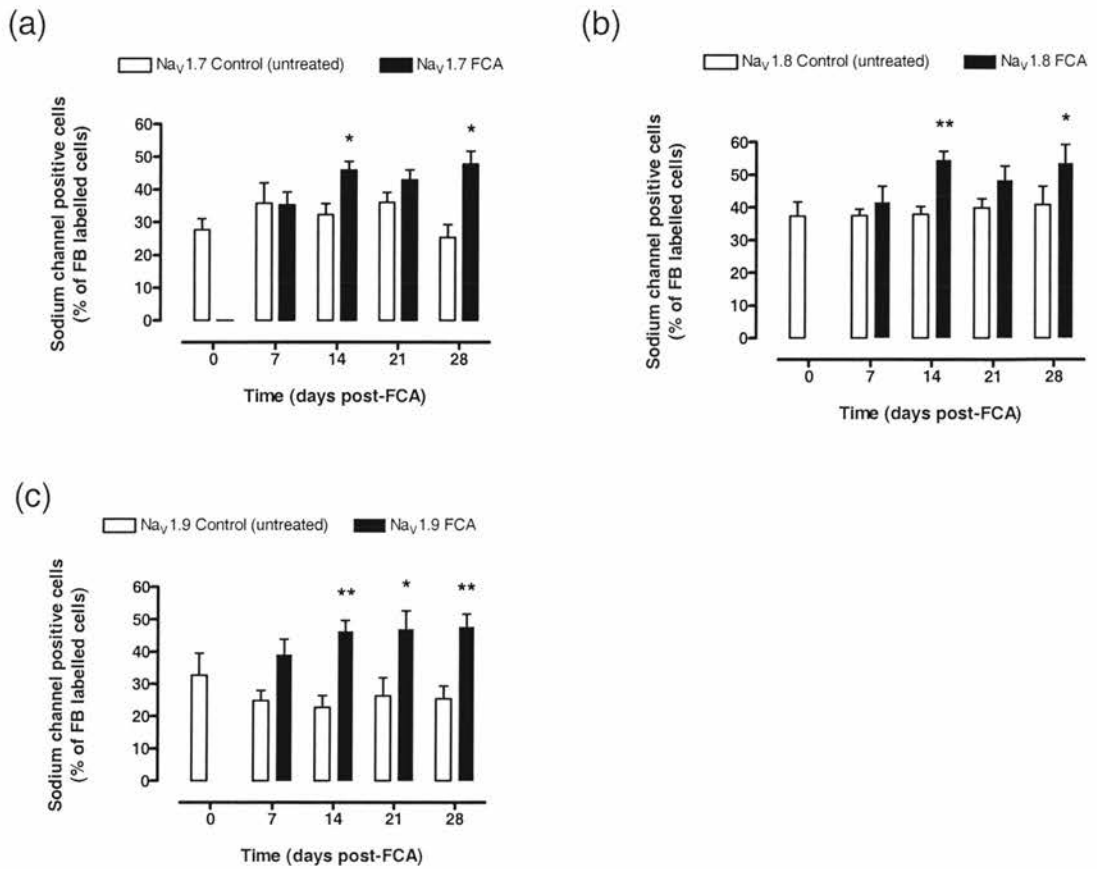 (a)
Nav1.7 Control (untreated) Nav1.7 FCA
Sodium channel positive cells
(% of FB labelled cells)
60
50
40
30
20
10
0
* *
0 7 14 21 28
Time (days post-FCA)
(b)
Nav1.8 Control (untreated) Nav1.8 FCA
Sodium channel positive cells
(% of FB labelled cells)
60
50
40
30
20
10
0
** *
0 7 14 21 28
Time (days post-FCA)
(c)
Nav1.9 Control (untreated) Nav1.9 FCA
Sodium channel positive cells
(% of FB labelled cells)
60
50
40
30
20
10
0
** * **
0 7 14 21 28
Time (days post-FCA)